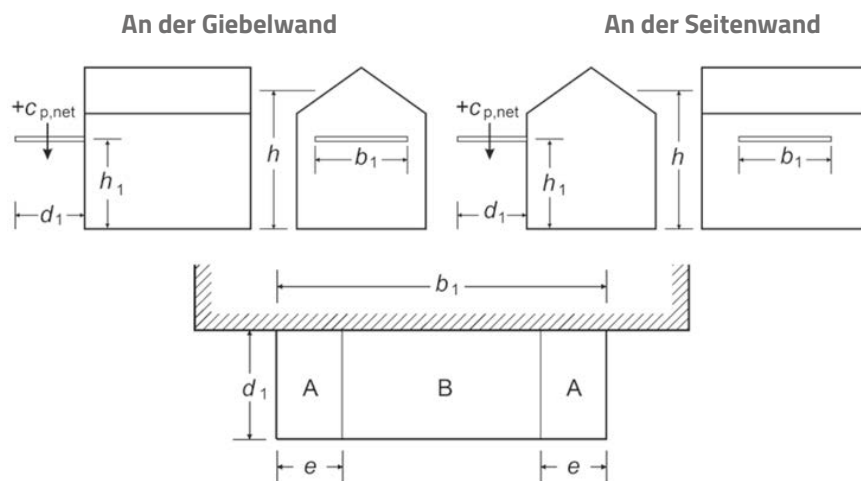 An der Giebelwand
An der Seitenwand
+cp,net
h1
d1
h
b1
+cp,net
h1
d1
h
b1
b1
d1
A
B
A
e
e